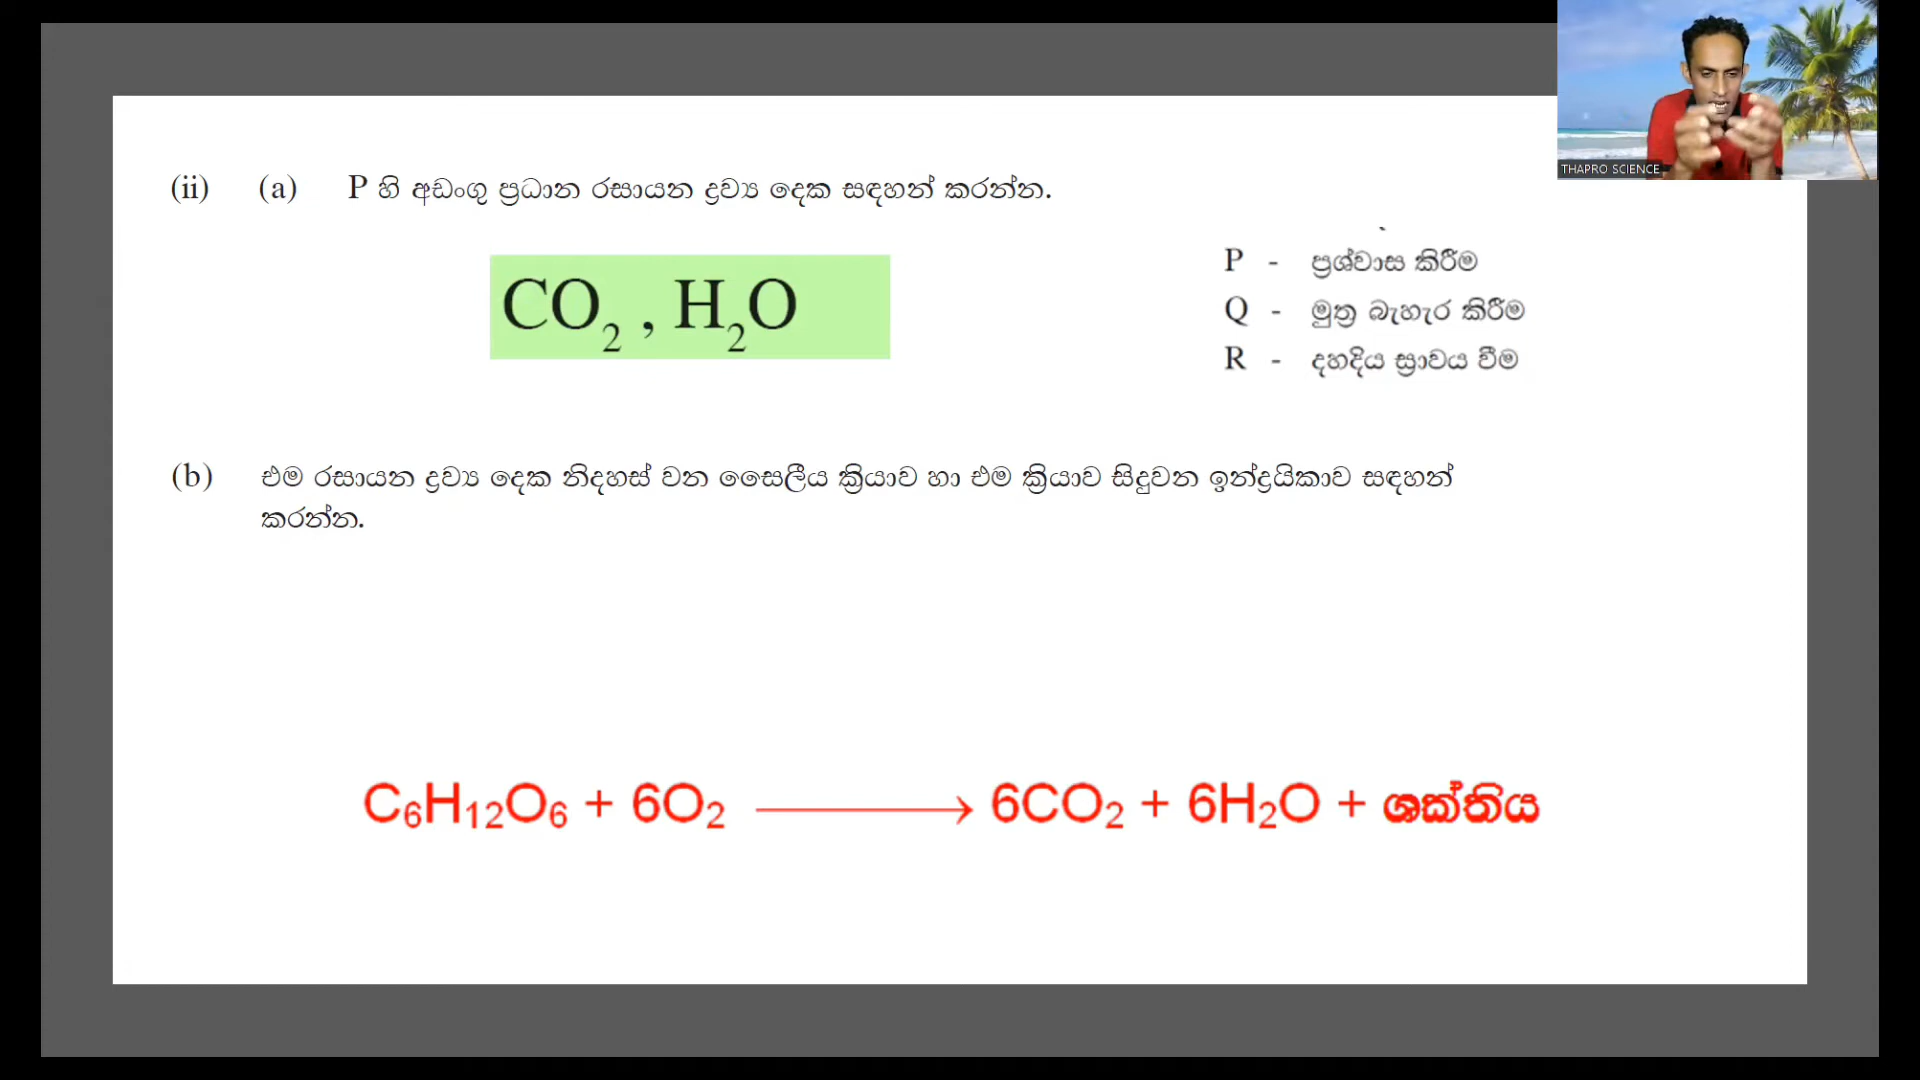 THAPRO SCIENCE
(ii) (a) P හි අඩංගු ප්‍රධාන රසායන ද්‍රව්‍ය දෙක සඳහන් කරන්න.
CO₂ , H₂O
P - ප්‍රශ්වාස කිරීම
Q - මුත්‍ර බැහැර කිරීම
R - දහදිය ස්‍රාවය වීම
(b) එම රසායන ද්‍රව්‍ය දෙක නිදහස් වන සෛලීය ක්‍රියාව හා එම ක්‍රියාව සිදුවන ඉන්ද්‍රයිකාව සඳහන්
කරන්න.
C₆H₁₂O₆ + 6O₂ ⟶ 6CO₂ + 6H₂O + ශක්තිය